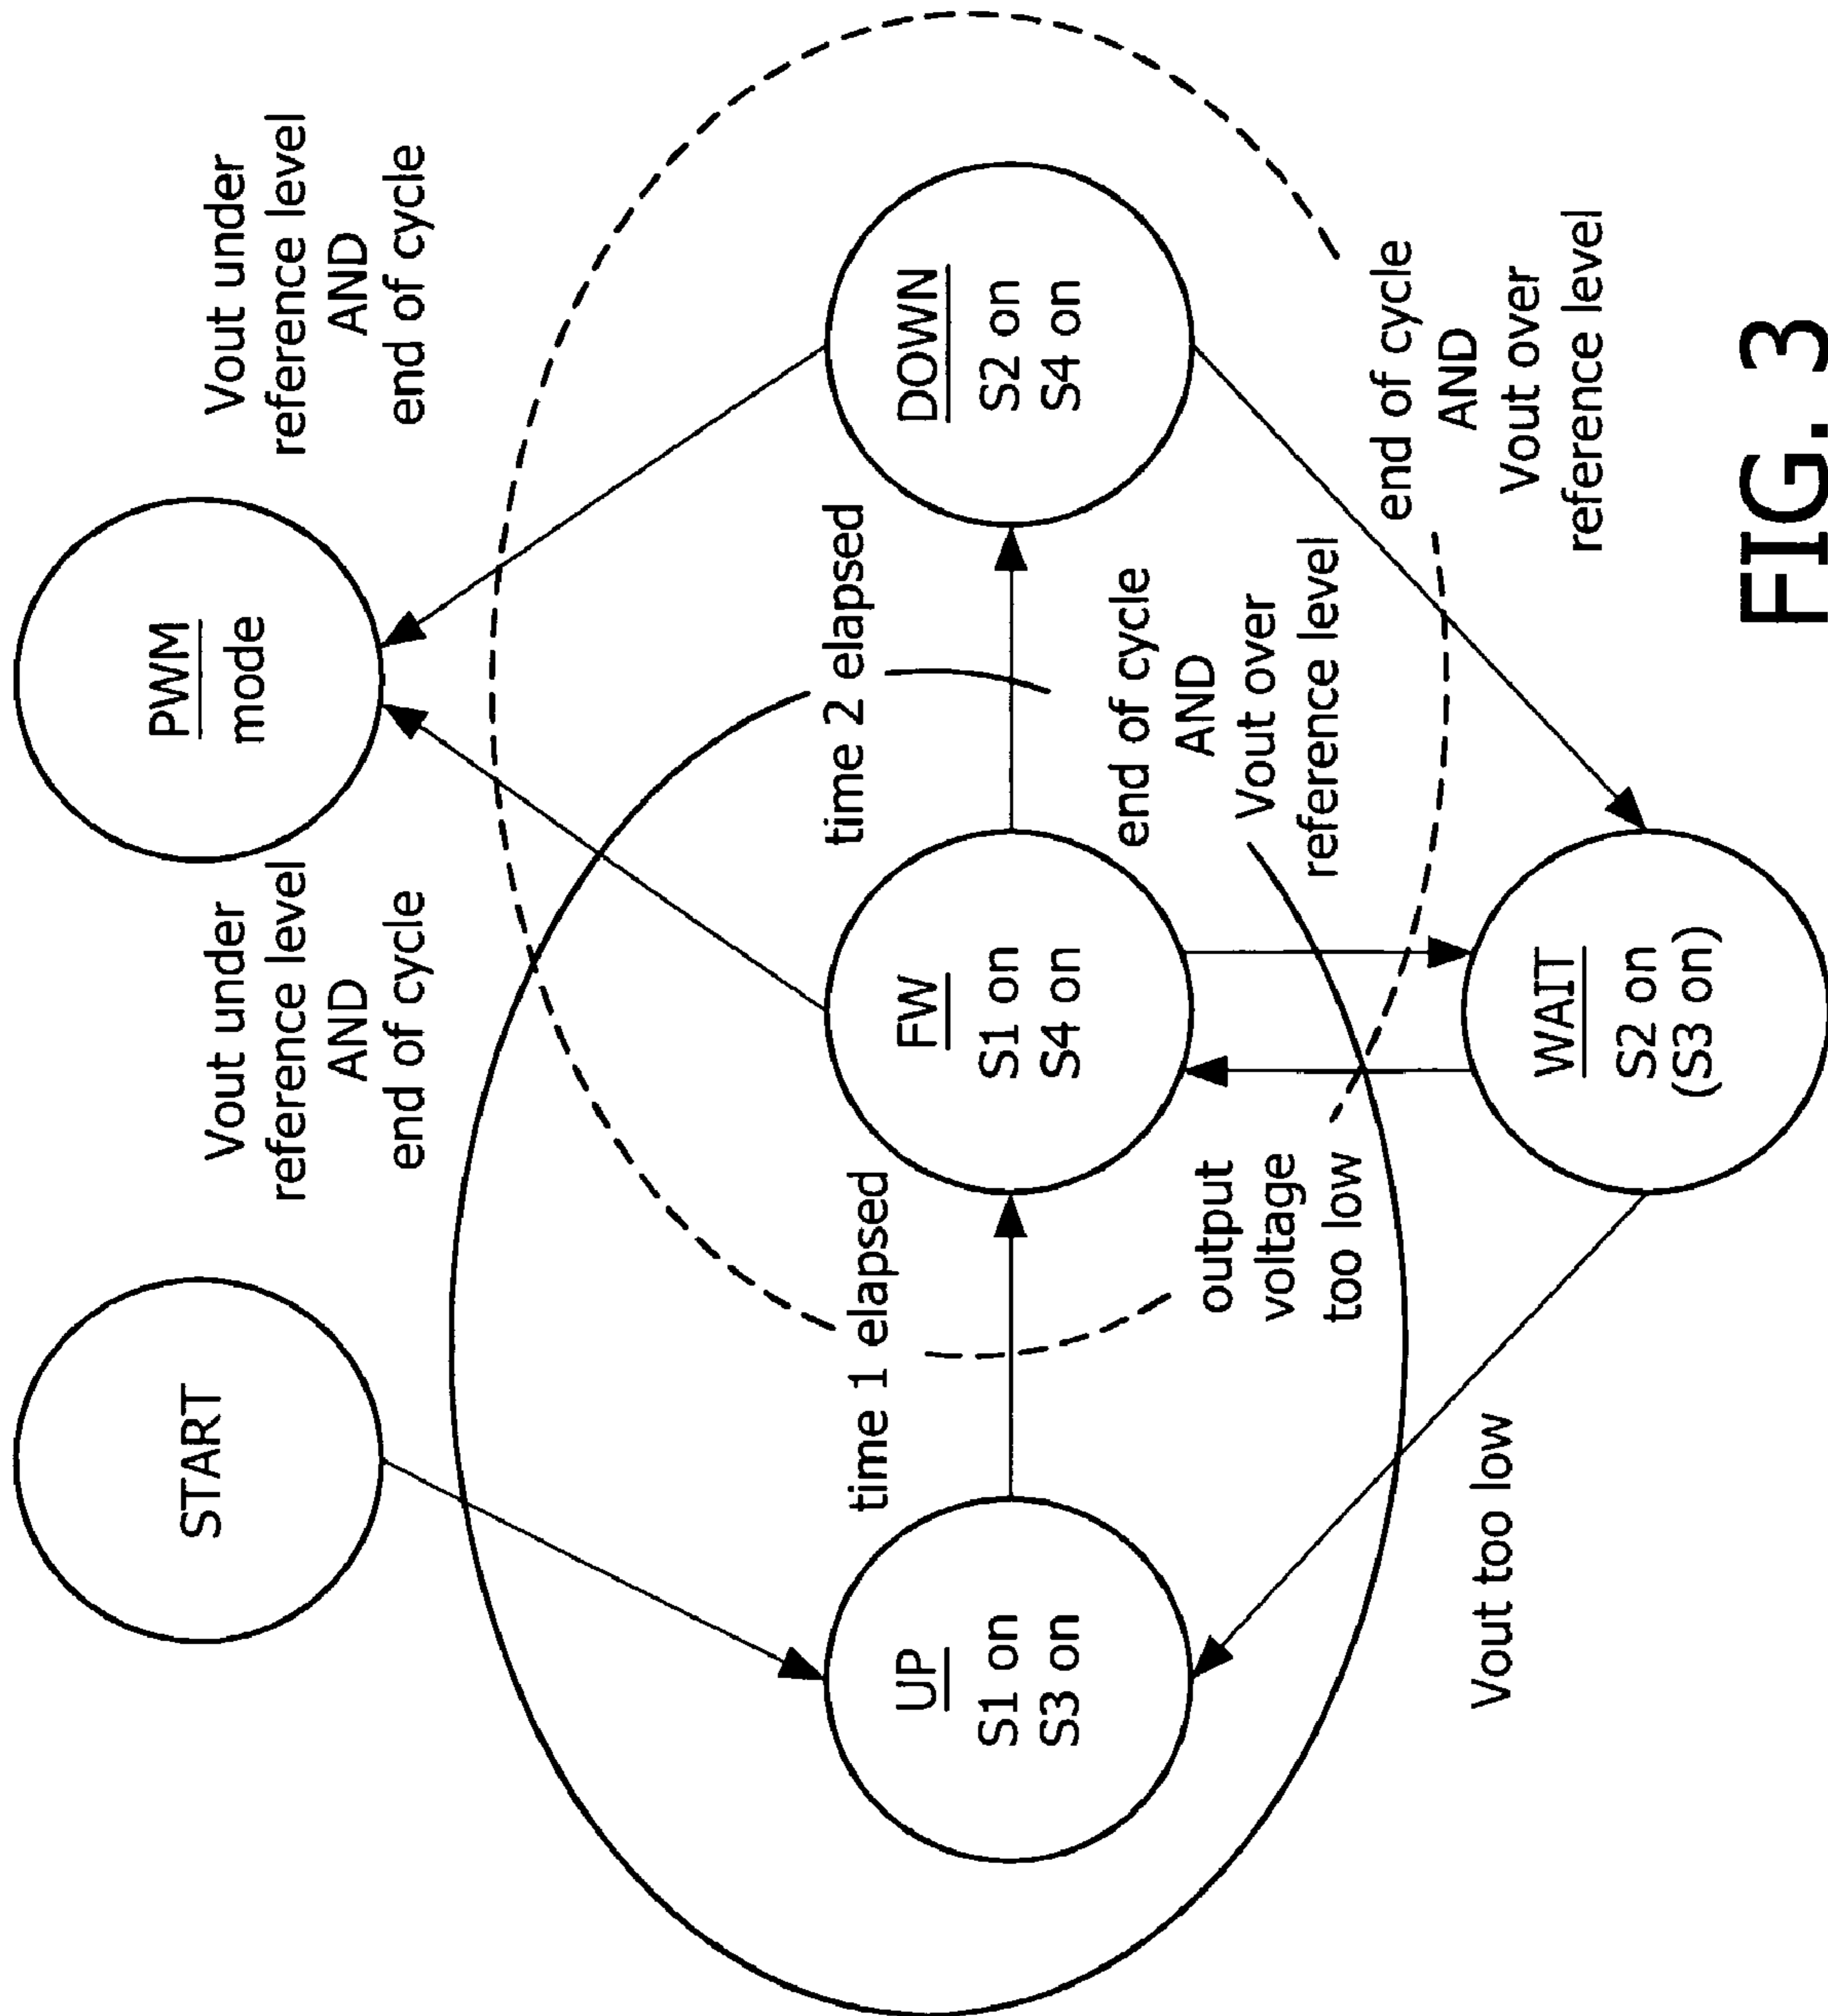 START
PWM
mode
Vout under
reference level
AND
end of cycle
Vout under
reference level
AND
end of cycle
time 1 elapsed
time 2 elapsed
UP
S1 on
S3 on
FW
S1 on
S4 on
DOWN
S2 on
S4 on
output
voltage
too low
end of cycle
AND
Vout over
reference level
end of cycle
AND
Vout over
reference level
Vout too low
WAIT
S2 on
(S3 on)
FIG. 3